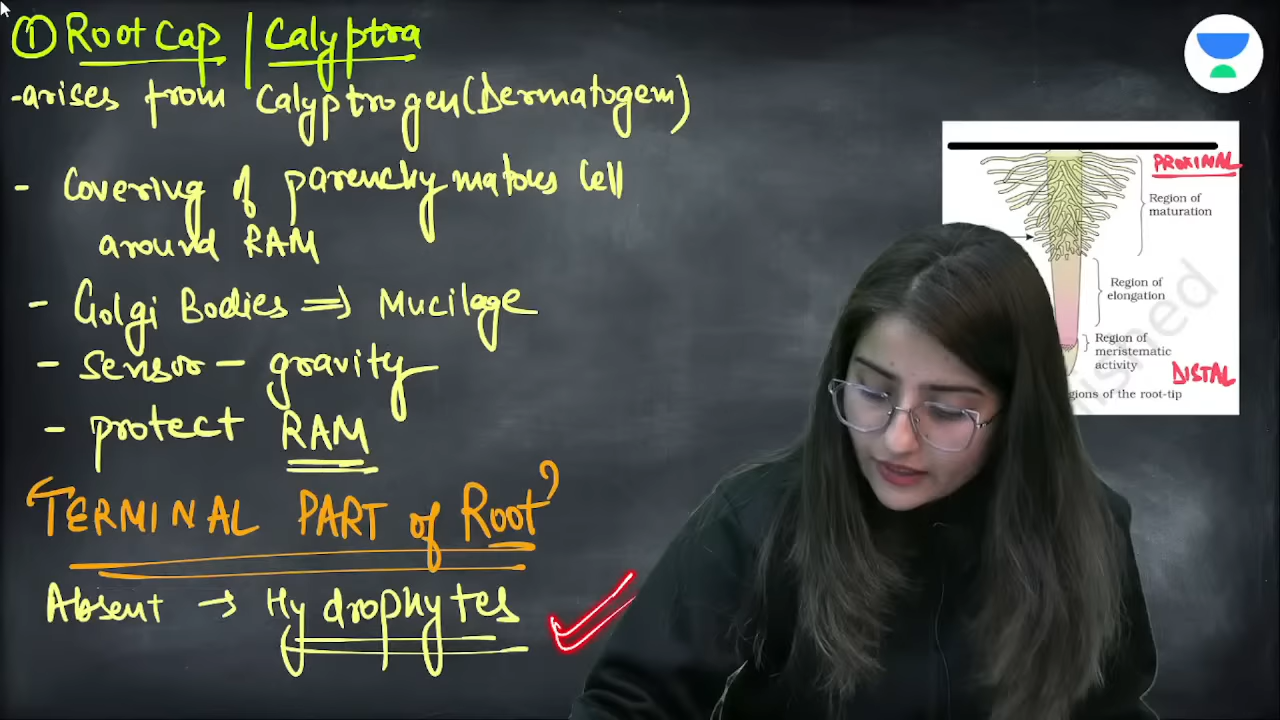 ① Root Cap | Calyptra
-arises from Calyptrogen(Dermatogem)
- Covering of parenchymatous Cell
around RAM
- Golgi Bodies ⇒ Mucilage
- sensor - gravity
- protect RAM
"TERMINAL PART of Root"
Absent → Hydrophytes
PROXIMAL
Region of
maturation
Region of
elongation
Region of
meristematic
activity
DISTAL
gions of the root-tip
ished